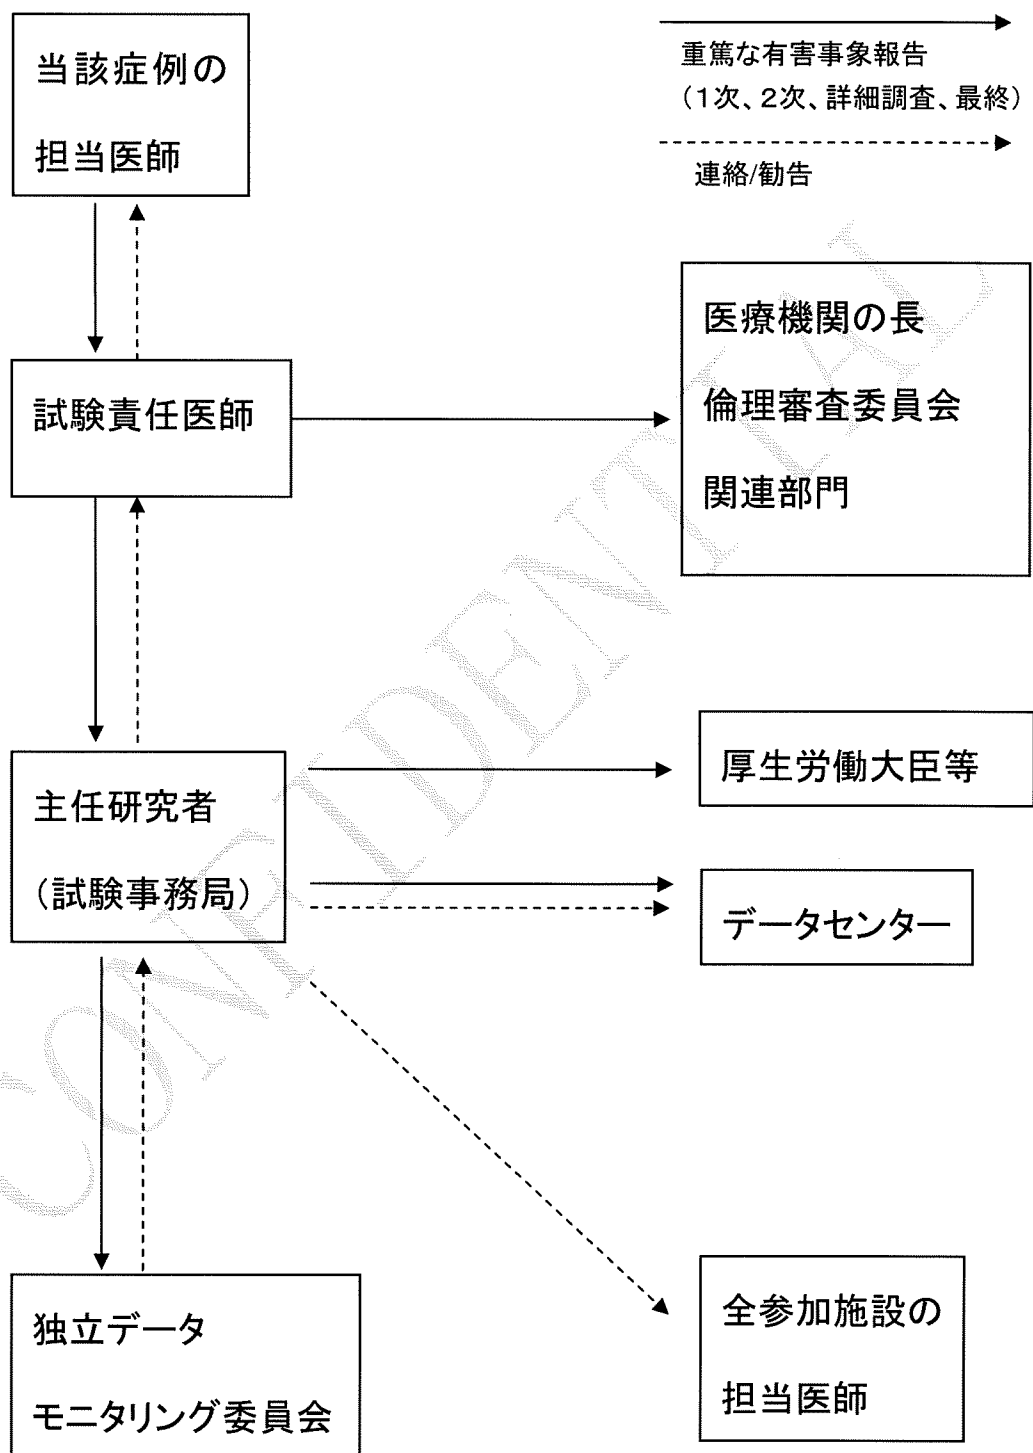 当該症例の
担当医師
重篤な有害事象報告
（1次、2次、詳細調査、最終）
連絡/勧告
試験責任医師
医療機関の長
倫理審査委員会
関連部門
主任研究者
（試験事務局）
厚生労働大臣等
データセンター
独立データ
モニタリング委員会
全参加施設の
担当医師
CONFIDENTIAL